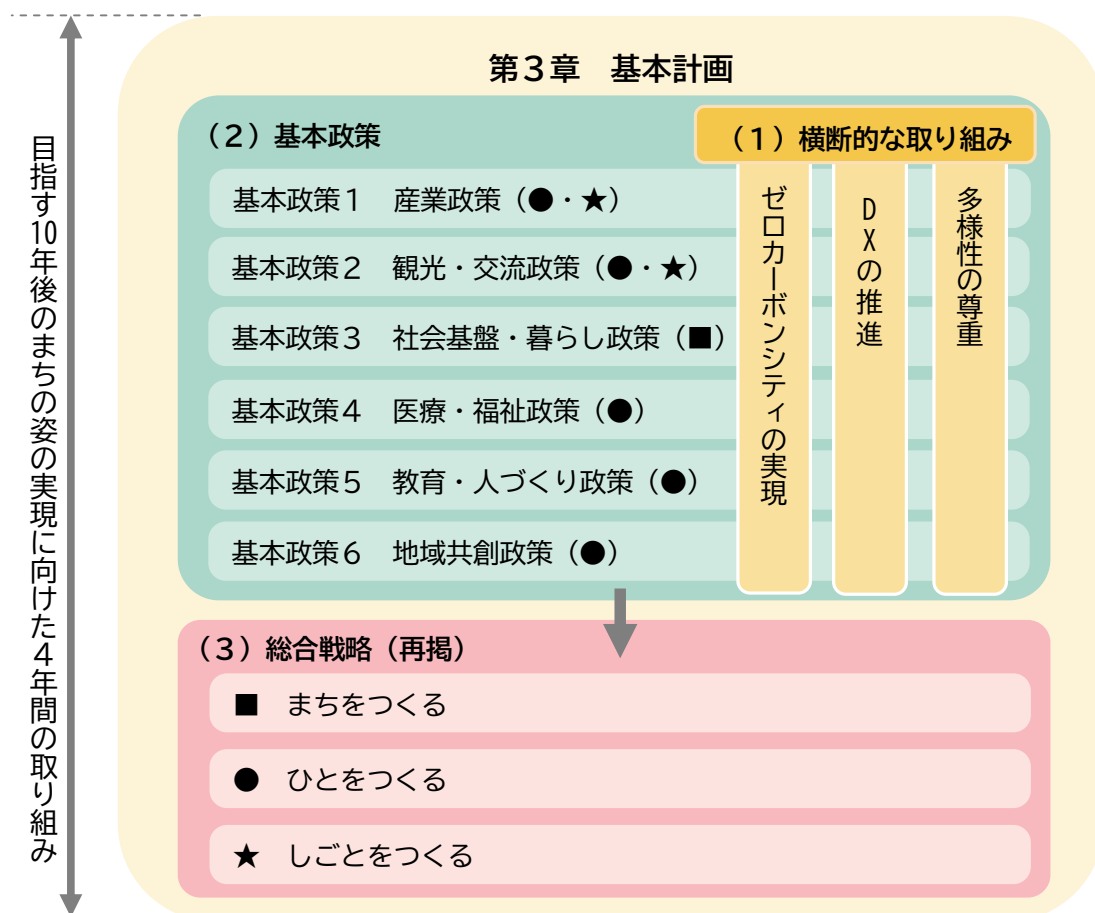 目指す10年後のまちの姿の実現に向けた４年間の取り組み
第３章　基本計画
（２）基本政策
（１）横断的な取り組み
基本政策１　産業政策（●・★）
基本政策２　観光・交流政策（●・★）
基本政策３　社会基盤・暮らし政策（■）
基本政策４　医療・福祉政策（●）
基本政策５　教育・人づくり政策（●）
基本政策６　地域共創政策（●）
ゼロカーボンシティの実現
DXの推進
多様性の尊重
（３）総合戦略（再掲）
■　まちをつくる
●　ひとをつくる
★　しごとをつくる